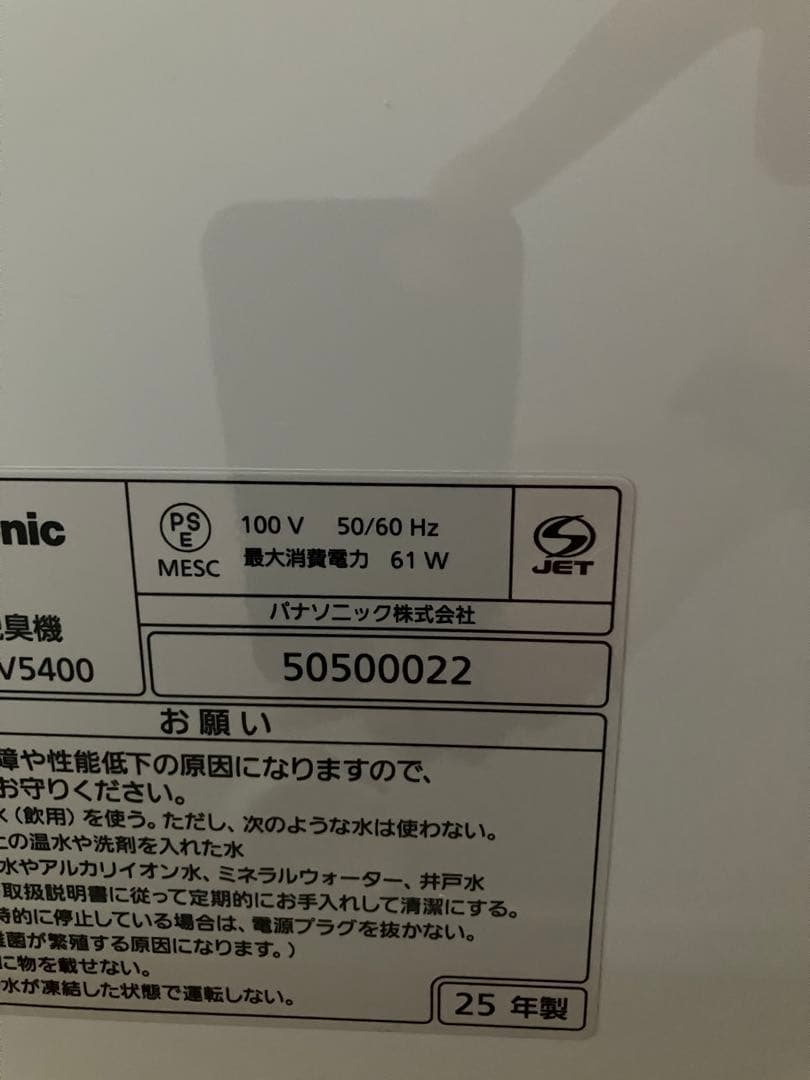 nic
PSE
MESC
100 V 50/60 Hz
最大消費電力 61 W
JET
パナソニック株式会社
臭機
V5400
50500022
お願い
障や性能低下の原因になりますので、
お守りください。
(飲用)を使う。ただし、次のような水は使わない。
上の温水や洗剤を入れた水
水やアルカリイオン水、ミネラルウォーター、井戸水
取扱説明書に従って定期的にお手入れして清潔にする。
時的に停止している場合は、電源プラグを抜かない。
雑菌が繁殖する原因になります。)
に物を載せない。
水が凍結した状態で運転しない。
25 年製